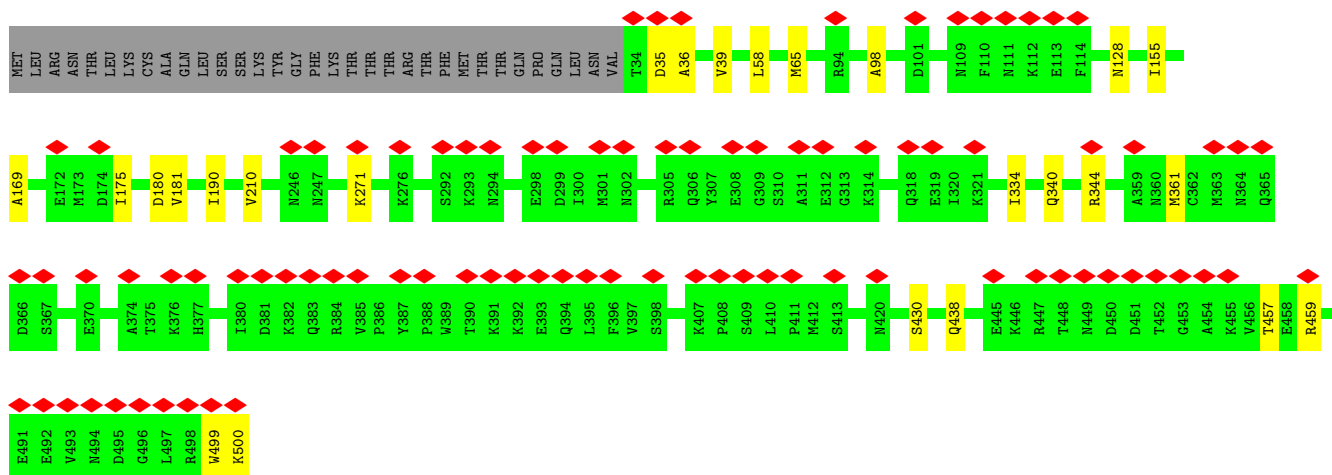 MET LEU ARG ASN THR LEU LYS CYS ALA GLN LEU SER SER LYS TYR GLY PHE LYS THR THR THR ARG THR PHE MET THR THR GLN PRO GLN LEU ASN VAL T34 D35 A36 V39 L58 M65 R94 A98 D101 N109 F110 N111 K112 E113 F114 N128 I155
A169 E172 M173 D174 I175 D180 V181 I190 V210 N246 N247 K271 K276 S292 K293 N294 E298 D299 I300 M301 N302 R305 Q306 Y307 E308 G309 S310 A311 E312 G313 K314 Q318 E319 I320 K321 I334 Q340 R344 A359 N360 M361 C362 M363 N364 Q365
D366 S367 E370 A374 T375 K376 H377 I380 D381 K382 Q383 R384 V385 P386 Y387 P388 W389 T390 K391 K392 E393 Q394 L395 F396 V397 S398 K407 P408 G409 L410 P411 M412 S413 N420 S430 Q438 E445 K446 R447 T448 N449 D450 D451 T452 G453 A454 K455 V456 T457 E458 R459
E491 E492 V493 N494 D495 G496 L497 R498 W499 K500